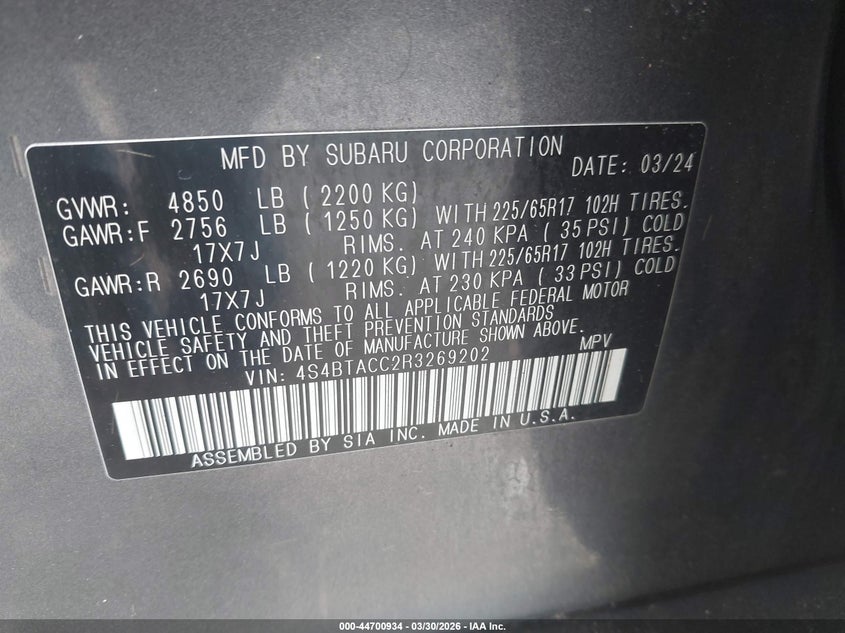 MFD BY SUBARU CORPORATION DATE: 03/24
GVWR: 4850 LB ( 2200 KG)
GAWR:F 2756 LB ( 1250 KG) WITH 225/65R17 102H TIRES.
17X7J RIMS. AT 240 KPA ( 35 PSI) COLD
GAWR:R 2690 LB ( 1220 KG) WITH 225/65R17 102H TIRES.
17X7J RIMS. AT 230 KPA ( 33 PSI) COLD
THIS VEHICLE CONFORMS TO ALL APPLICABLE FEDERAL MOTOR
VEHICLE SAFETY AND THEFT PREVENTION STANDARDS
IN EFFECT ON THE DATE OF MANUFACTURE SHOWN ABOVE.
VIN: 4S4BTACC2R3269202 MPV
ASSEMBLED BY SIA INC. MADE IN U.S.A.
000-44700934 - 03/30/2026 - IAA Inc.